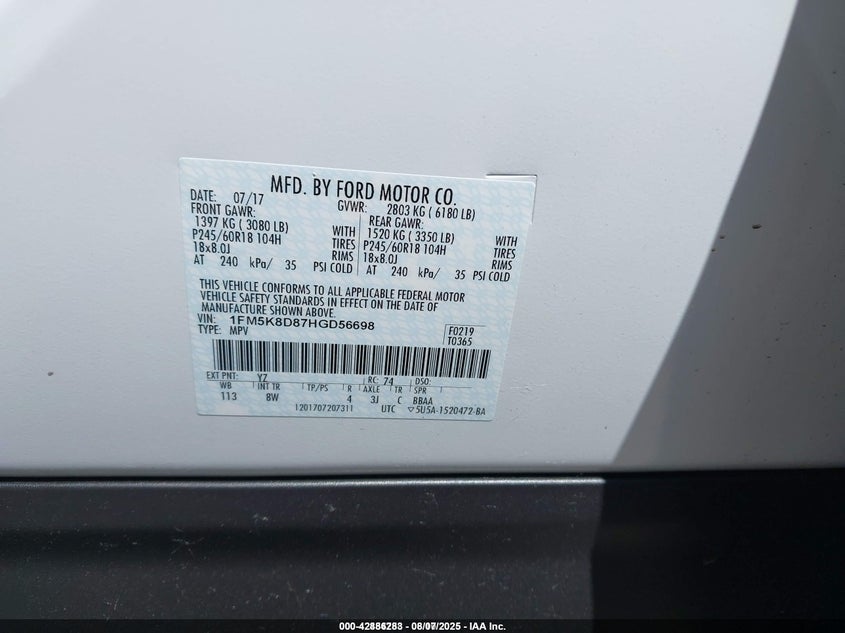 MFD. BY FORD MOTOR CO.
DATE: 07/17 GVWR: 2803 KG ( 6180 LB)
FRONT GAWR: REAR GAWR:
1397 KG ( 3080 LB) WITH 1520 KG ( 3350 LB) WITH
P245/60R18 104H TIRES P245/60R18 104H TIRES
18x8.0J RIMS 18x8.0J RIMS
AT 240 kPa/ 35 PSI COLD AT 240 kPa/ 35 PSI COLD
THIS VEHICLE CONFORMS TO ALL APPLICABLE FEDERAL MOTOR
VEHICLE SAFETY STANDARDS IN EFFECT ON THE DATE OF
MANUFACTURE SHOWN ABOVE.
VIN: 1FM5K8D87HGD56698 F0219
TYPE: MPV T0365
EXT PNT: Y7 RC: 74 DSO:
WB INT TR TP/PS R AXLE TR SPR
113 8W 4 3J C BBAA
1201707207311 UTC ▽5U5A-1520472-BA
000-42886283 - 08/07/2025 - IAA Inc.